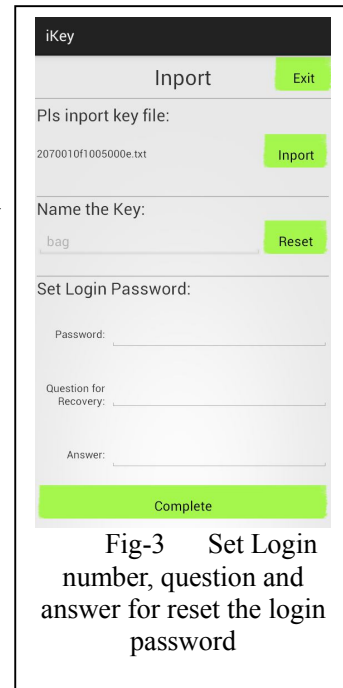 iKey
Inport Exit
Pls inport key file:
2070010f1005000e.txt Inport
Name the Key:
bag Reset
Set Login Password:
Password:
Question for
Recovery:
Answer:
Complete
Fig-3 Set Login
number, question and
answer for reset the login
password